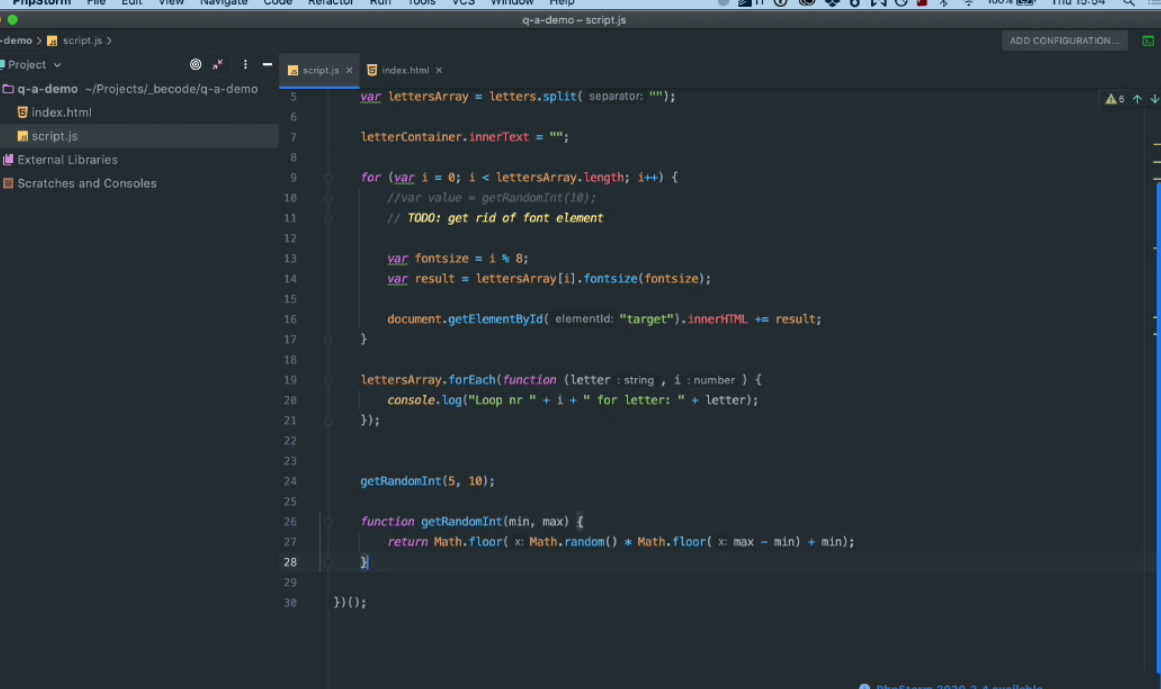 PhpStorm File Edit View Navigate Code Refactor Run Tools VCS Window Help 100% Thu 15:54
q-a-demo – script.js
-demo > script.js >
ADD CONFIGURATION...
Project
script.js × index.html ×
q-a-demo ~/Projects/_becode/q-a-demo
index.html
script.js
External Libraries
Scratches and Consoles
6
5 var lettersArray = letters.split( separator: "");
6
7 letterContainer.innerText = "";
8
9 for (var i = 0; i < lettersArray.length; i++) {
10 //var value = getRandomInt(10);
11 // TODO: get rid of font element
12
13 var fontsize = i % 8;
14 var result = lettersArray[i].fontsize(fontsize);
15
16 document.getElementById( elementId: "target").innerHTML += result;
17 }
18
19 lettersArray.forEach(function (letter : string , i : number ) {
20 console.log("Loop nr " + i + " for letter: " + letter);
21 });
22
23
24 getRandomInt(5, 10);
25
26 function getRandomInt(min, max) {
27 return Math.floor( x: Math.random() * Math.floor( x: max - min) + min);
28 }
29
30 })();
PhpStorm 2020.3.4 available